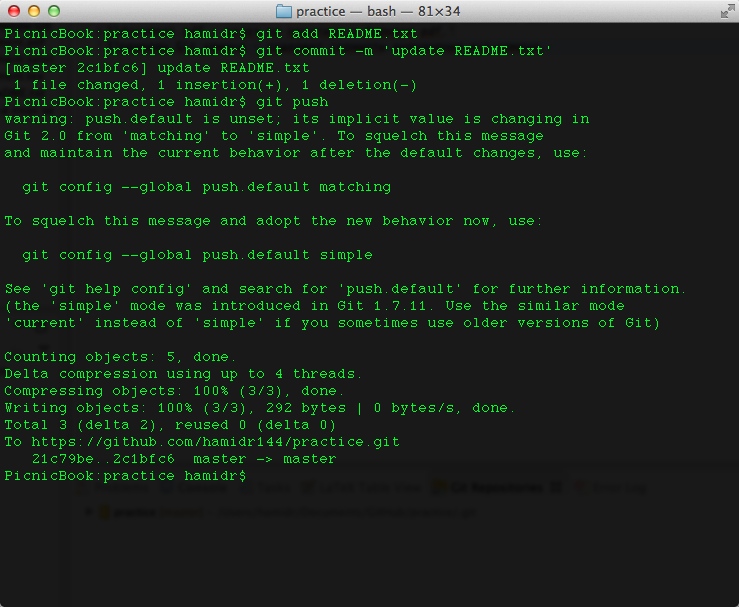 practice — bash — 81×34
PicnicBook:practice hamidr$ git add README.txt
PicnicBook:practice hamidr$ git commit -m 'update README.txt'
[master 2c1bfc6] update README.txt
 1 file changed, 1 insertion(+), 1 deletion(-)
PicnicBook:practice hamidr$ git push
warning: push.default is unset; its implicit value is changing in
Git 2.0 from 'matching' to 'simple'. To squelch this message
and maintain the current behavior after the default changes, use:

  git config --global push.default matching

To squelch this message and adopt the new behavior now, use:

  git config --global push.default simple

See 'git help config' and search for 'push.default' for further information.
(the 'simple' mode was introduced in Git 1.7.11. Use the similar mode
'current' instead of 'simple' if you sometimes use older versions of Git)

Counting objects: 5, done.
Delta compression using up to 4 threads.
Compressing objects: 100% (3/3), done.
Writing objects: 100% (3/3), 292 bytes | 0 bytes/s, done.
Total 3 (delta 2), reused 0 (delta 0)
To https://github.com/hamidr144/practice.git
   21c79be..2c1bfc6  master -> master
PicnicBook:practice hamidr$
Git Repositories